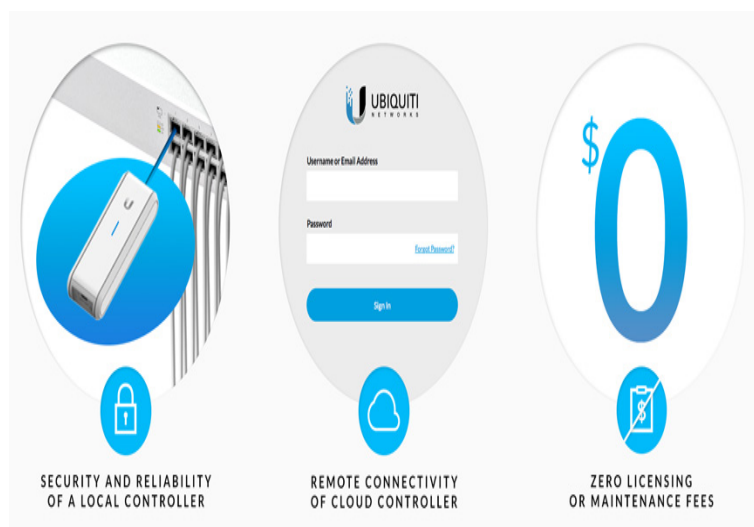 UBIQUITI
NETWORKS
Username or Email Address
Password
Forgot Password?
Sign In
$0
SECURITY AND RELIABILITY
OF A LOCAL CONTROLLER
REMOTE CONNECTIVITY
OF CLOUD CONTROLLER
ZERO LICENSING
OR MAINTENANCE FEES